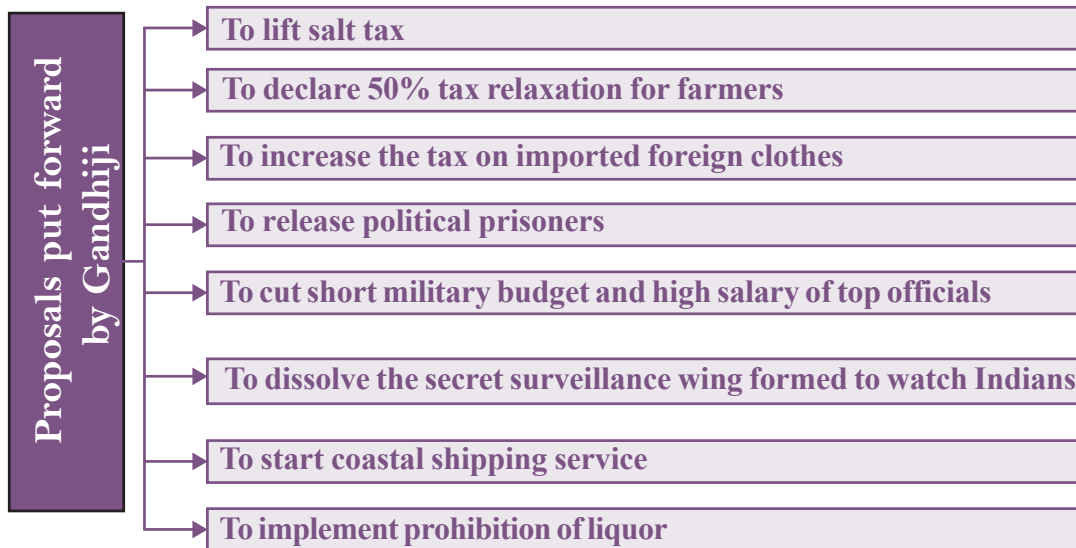 Proposals put forward
by Gandhiji
To lift salt tax
To declare 50% tax relaxation for farmers
To increase the tax on imported foreign clothes
To release political prisoners
To cut short military budget and high salary of top officials
To dissolve the secret surveillance wing formed to watch Indians
To start coastal shipping service
To implement prohibition of liquor